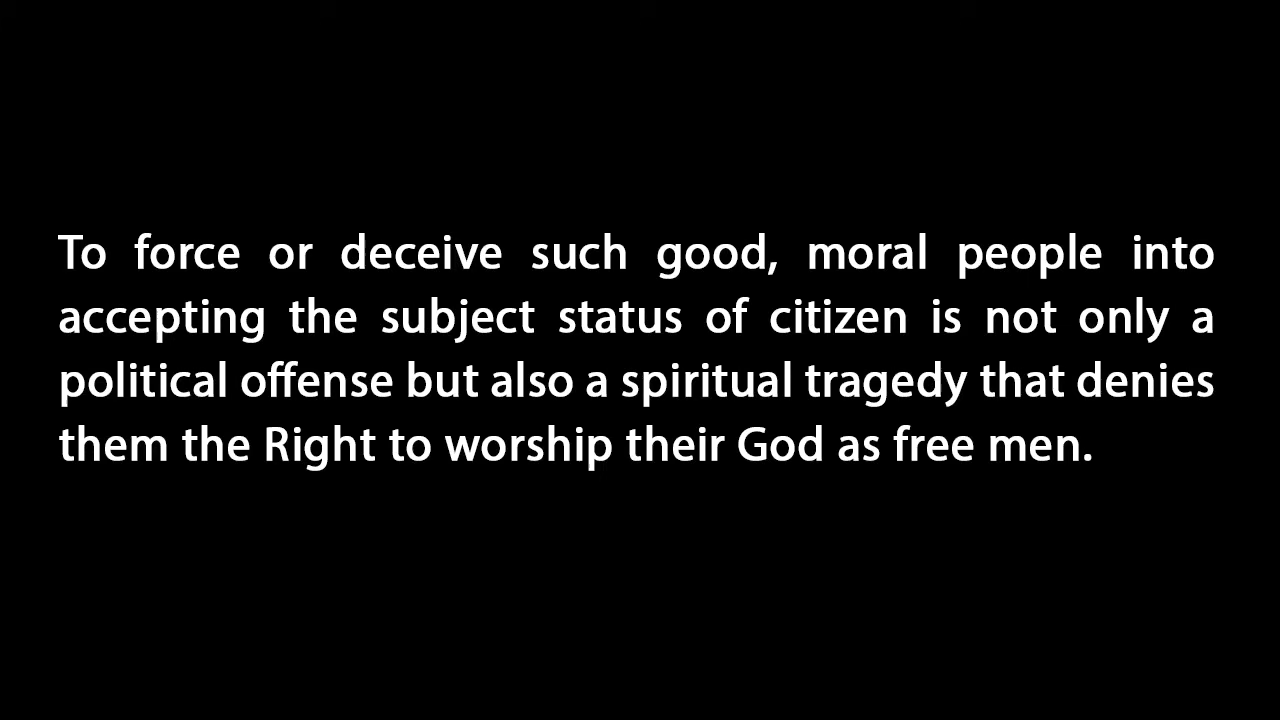 To force or deceive such good, moral people into
accepting the subject status of citizen is not only a
political offense but also a spiritual tragedy that denies
them the Right to worship their God as free men.